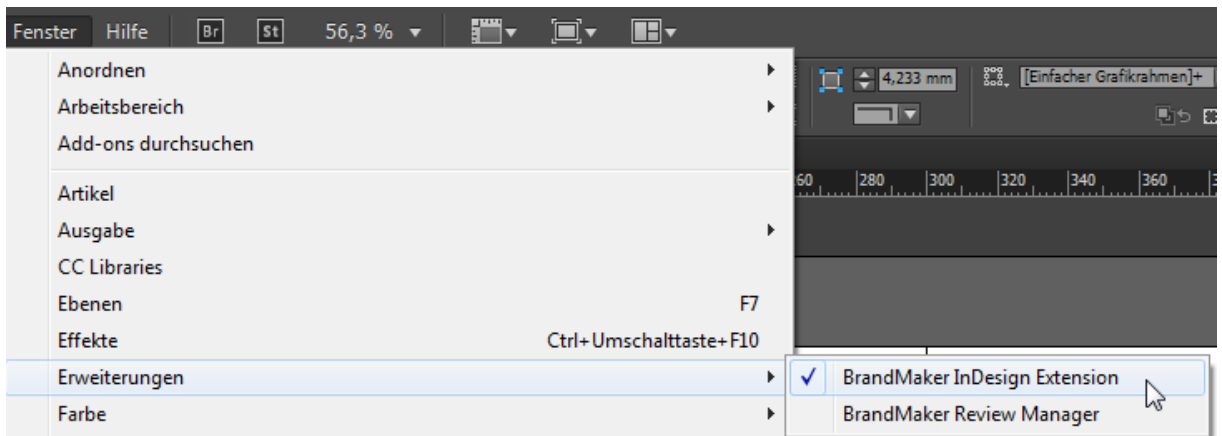 Fenster Hilfe Br St 56,3 %
Anordnen
4,233 mm [Einfacher Grafikrahmen]+
Arbeitsbereich
Add-ons durchsuchen
Artikel
60 280 300 320 340 360
Ausgabe
CC Libraries
Ebenen F7
Effekte Ctrl+Umschalttaste+F10
Erweiterungen ✓ BrandMaker InDesign Extension
Farbe BrandMaker Review Manager